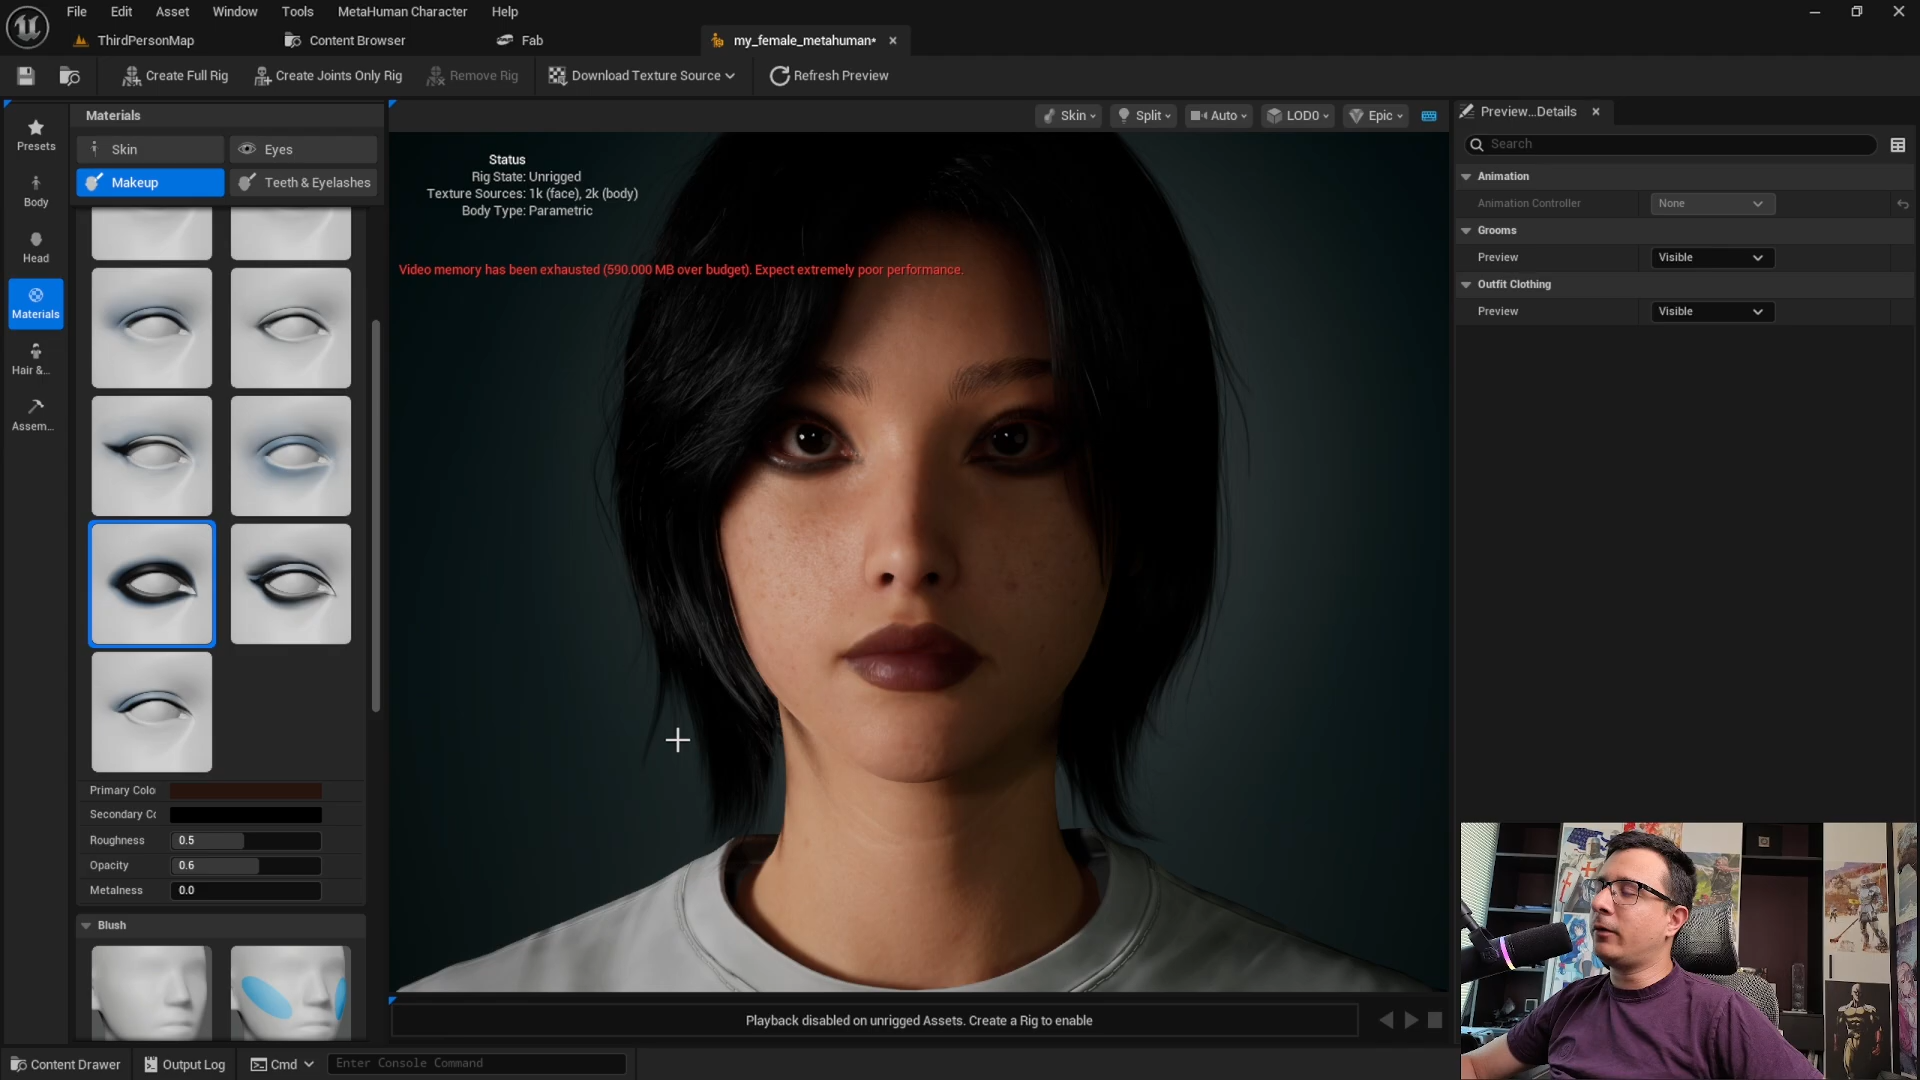 File Edit Asset Window Tools MetaHuman Character Help
ThirdPersonMap Content Browser Fab my_female_metahuman*
Create Full Rig Create Joints Only Rig Remove Rig Download Texture Source Refresh Preview
Presets
Body
Head
Materials
Hair &...
Assem...
Materials
Skin Eyes
Makeup Teeth & Eyelashes
Primary Colo
Secondary Co
Roughness 0.5
Opacity 0.6
Metalness 0.0
Blush
Skin Split Auto LOD0 Epic
Status
Rig State: Unrigged
Texture Sources: 1k (face), 2k (body)
Body Type: Parametric
Video memory has been exhausted (590.000 MB over budget). Expect extremely poor performance.
Playback disabled on unrigged Assets. Create a Rig to enable
Preview...Details
Search
Animation
Animation Controller None
Grooms
Preview Visible
Outfit Clothing
Preview Visible
Content Drawer Output Log Cmd Enter Console Command